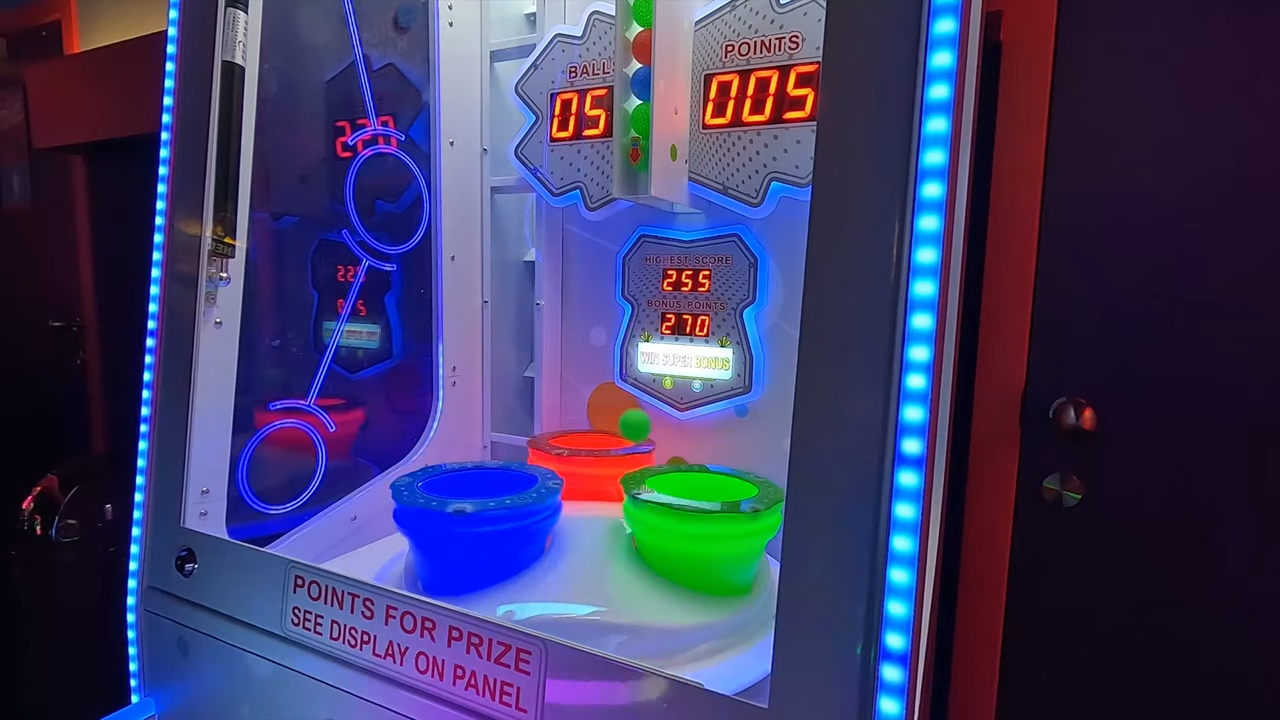 BALL
05
POINTS
005
HIGHEST SCORE
255
BONUS POINTS
270
WIN SUPER BONUS
POINTS FOR PRIZE
SEE DISPLAY ON PANEL